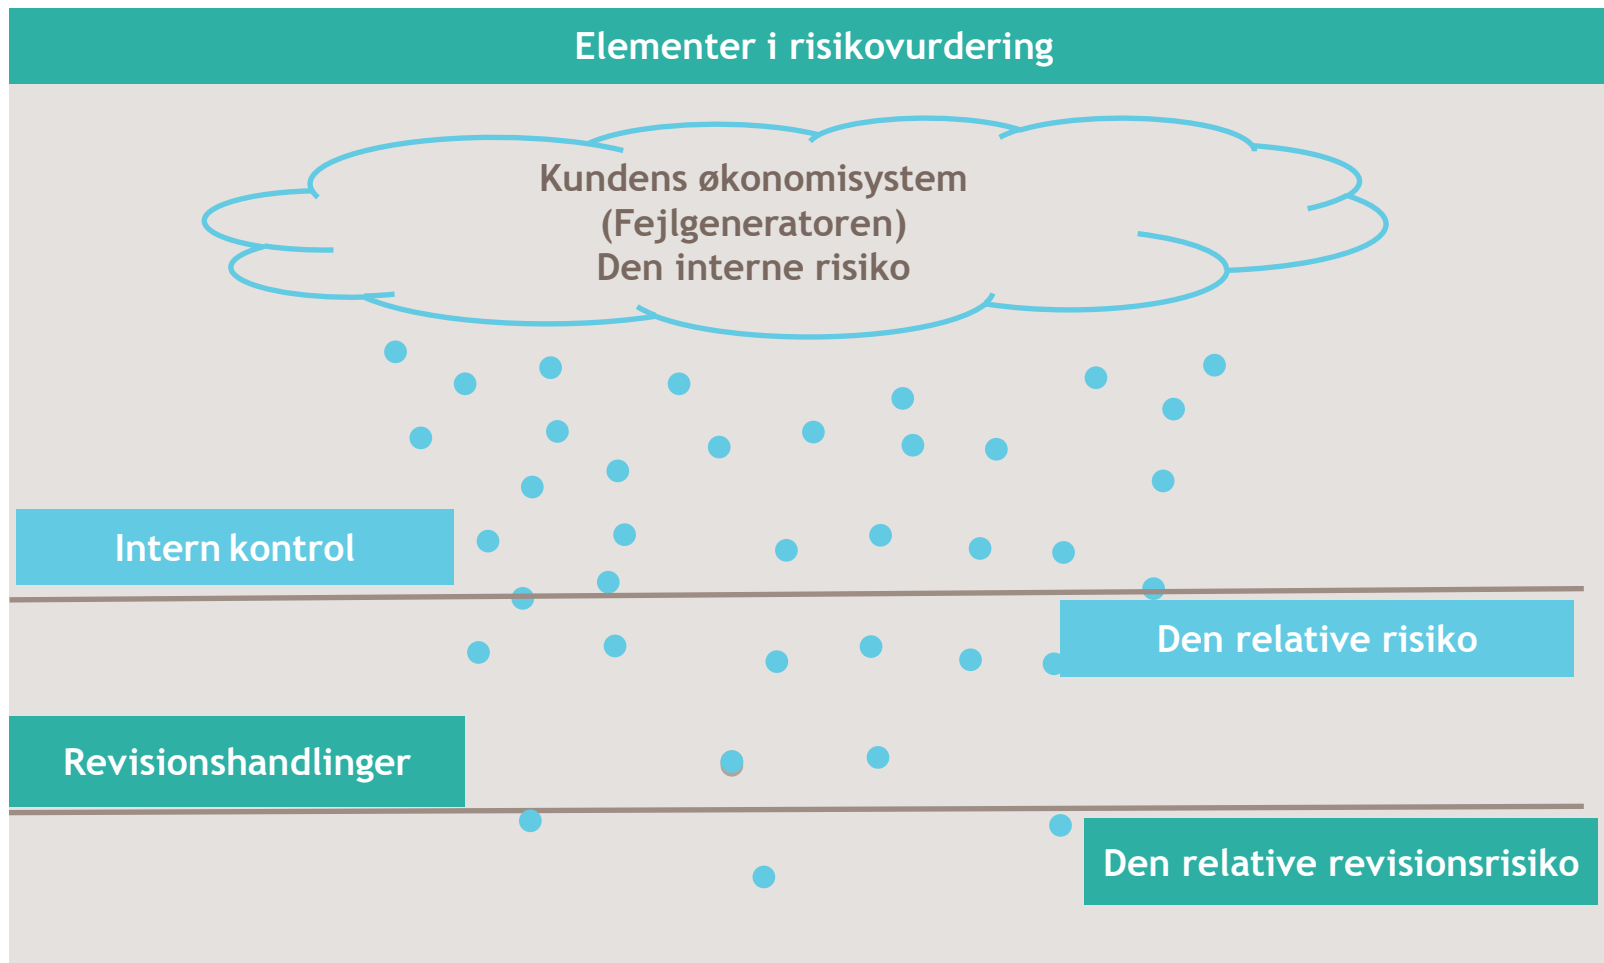 Elementer i risikovurdering
Kundens økonomisystem
(Fejlgeneratoren)
Den interne risiko
Intern kontrol
Den relative risiko
Revisionshandlinger
Den relative revisionsrisiko